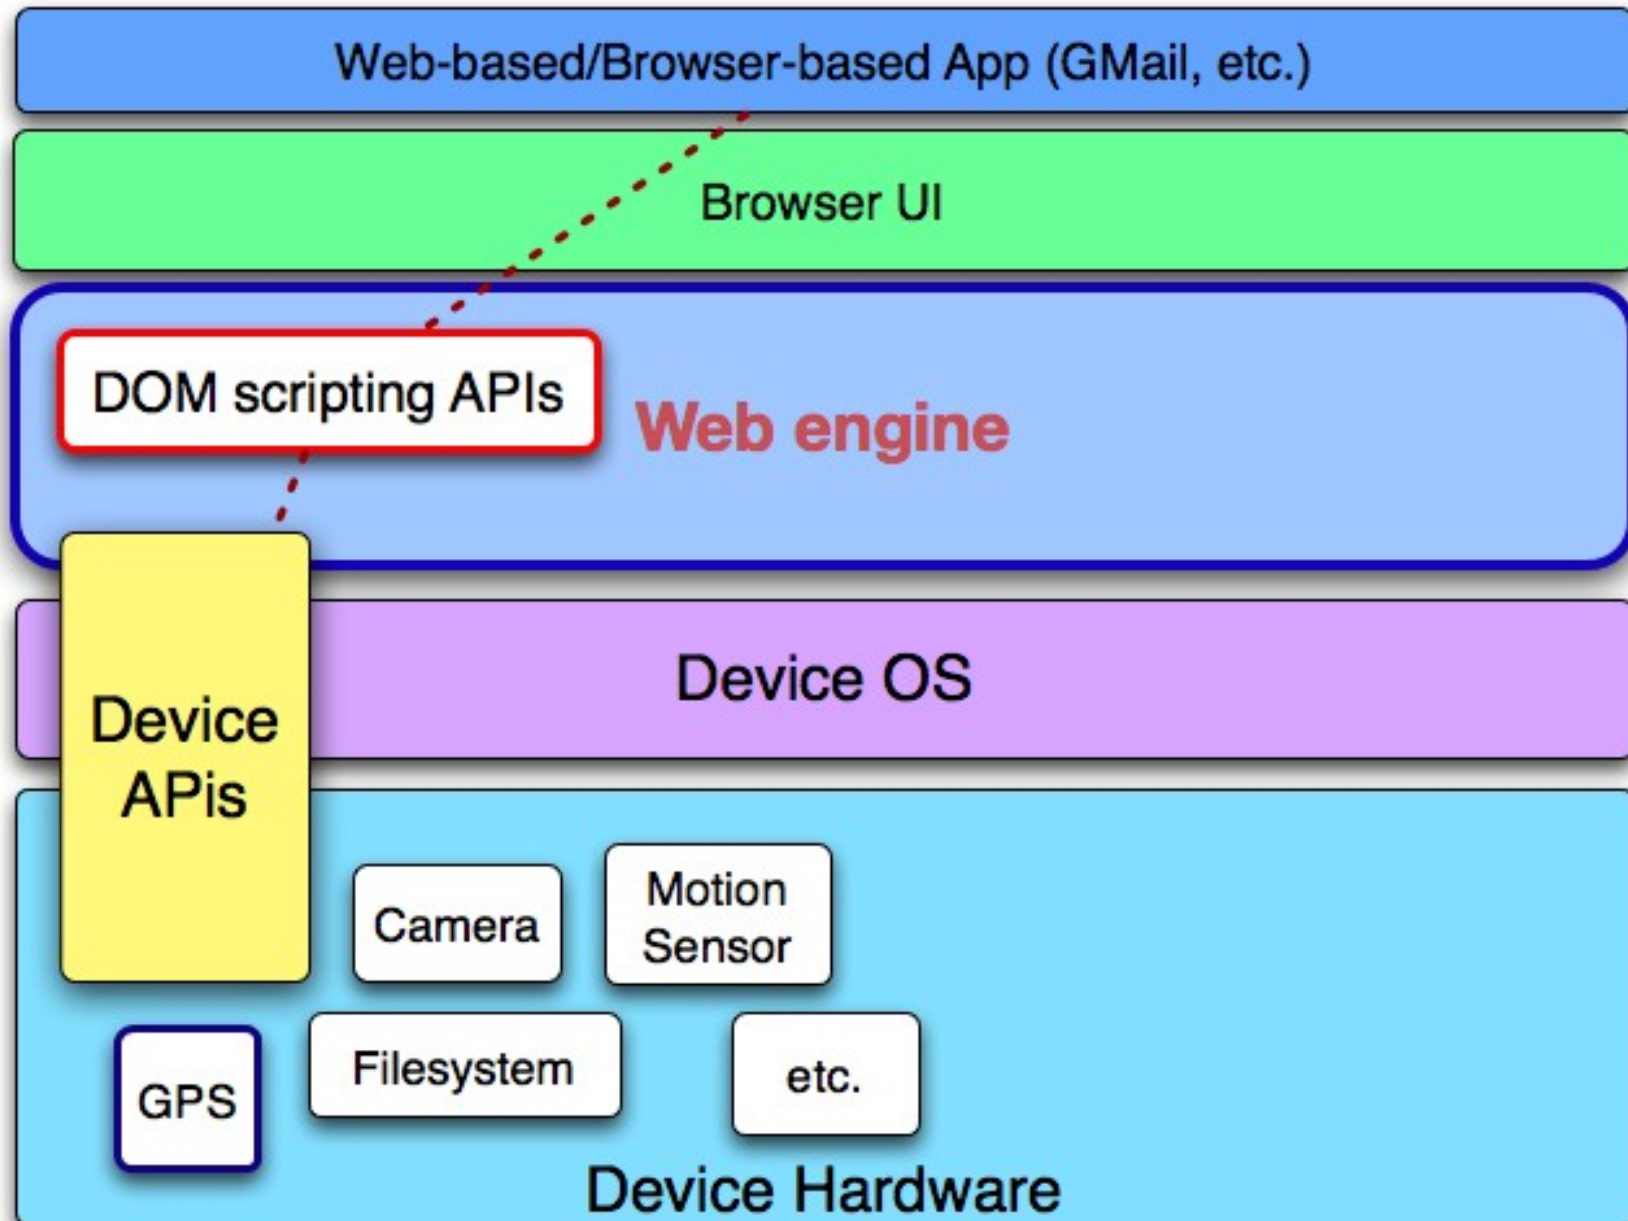 Web-based/Browser-based App (GMail, etc.)
Browser UI
DOM scripting APIs
Web engine
Device OS
Device
APis
Camera
Motion
Sensor
GPS
Filesystem
etc.
Device Hardware